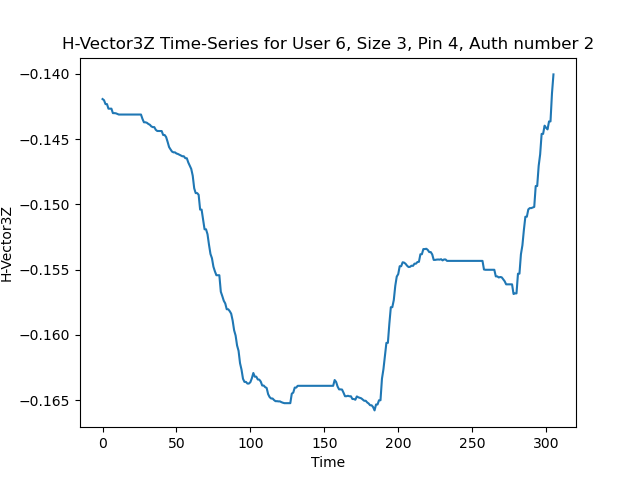 H-Vector3Z Time-Series for User 6, Size 3, Pin 4, Auth number 2
−0.140
−0.145
−0.150
−0.155
−0.160
−0.165
H-Vector3Z
0 50 100 150 200 250 300
Time